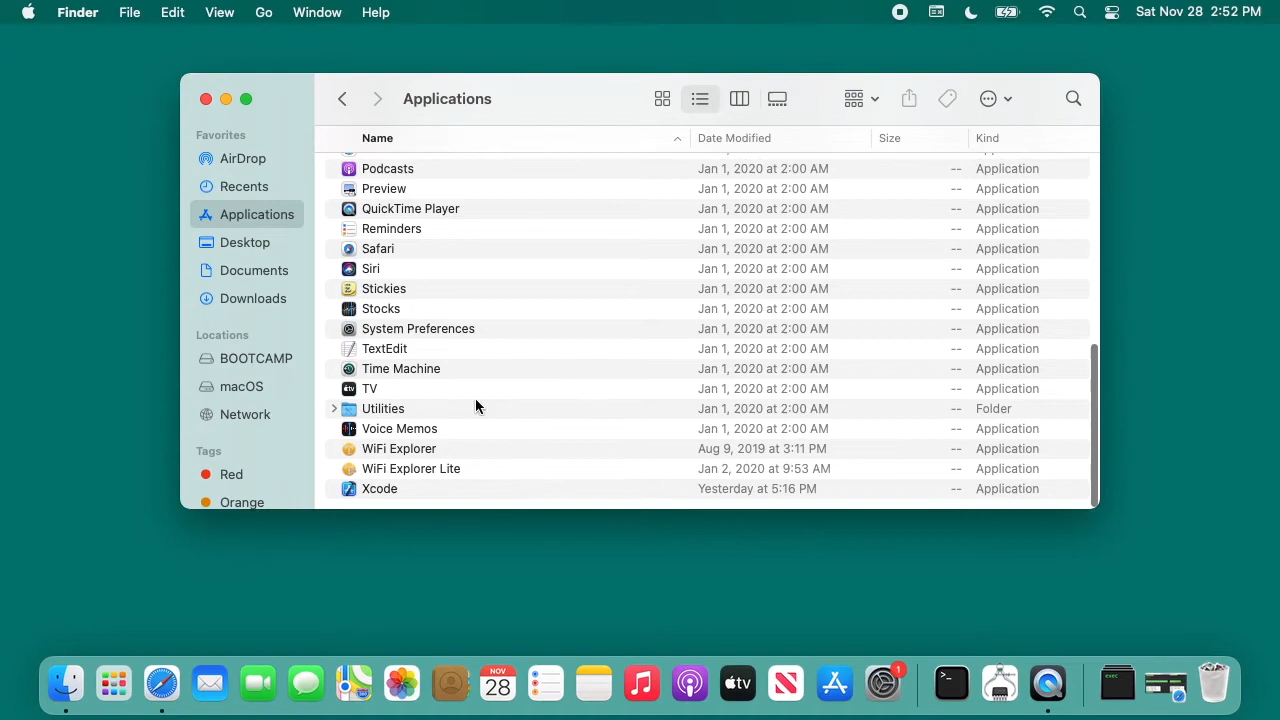 Finder File Edit View Go Window Help Sat Nov 28 2:52 PM
Applications
Favorites
AirDrop
Recents
Applications
Desktop
Documents
Downloads
Locations
BOOTCAMP
macOS
Network
Tags
Red
Orange
Name Date Modified Size Kind
Podcasts Jan 1, 2020 at 2:00 AM -- Application
Preview Jan 1, 2020 at 2:00 AM -- Application
QuickTime Player Jan 1, 2020 at 2:00 AM -- Application
Reminders Jan 1, 2020 at 2:00 AM -- Application
Safari Jan 1, 2020 at 2:00 AM -- Application
Siri Jan 1, 2020 at 2:00 AM -- Application
Stickies Jan 1, 2020 at 2:00 AM -- Application
Stocks Jan 1, 2020 at 2:00 AM -- Application
System Preferences Jan 1, 2020 at 2:00 AM -- Application
TextEdit Jan 1, 2020 at 2:00 AM -- Application
Time Machine Jan 1, 2020 at 2:00 AM -- Application
TV Jan 1, 2020 at 2:00 AM -- Application
Utilities Jan 1, 2020 at 2:00 AM -- Folder
Voice Memos Jan 1, 2020 at 2:00 AM -- Application
WiFi Explorer Aug 9, 2019 at 3:11 PM -- Application
WiFi Explorer Lite Jan 2, 2020 at 9:53 AM -- Application
Xcode Yesterday at 5:16 PM -- Application
NOV
28
tv
1
>_
exec